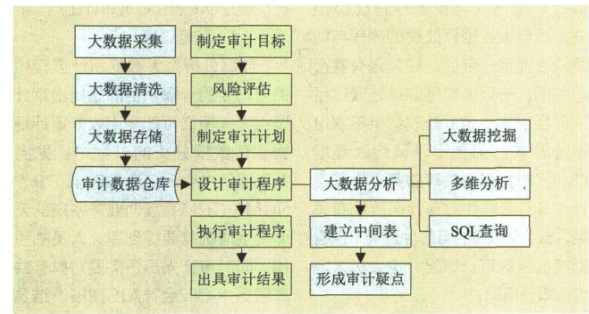 大数据采集
制定审计目标
大数据清洗
风险评估
大数据存储
制定审计计划
大数据挖掘
审计数据仓库
设计审计程序
大数据分析
多维分析
执行审计程序
建立中间表
SQL查询
出具审计结果
形成审计疑点